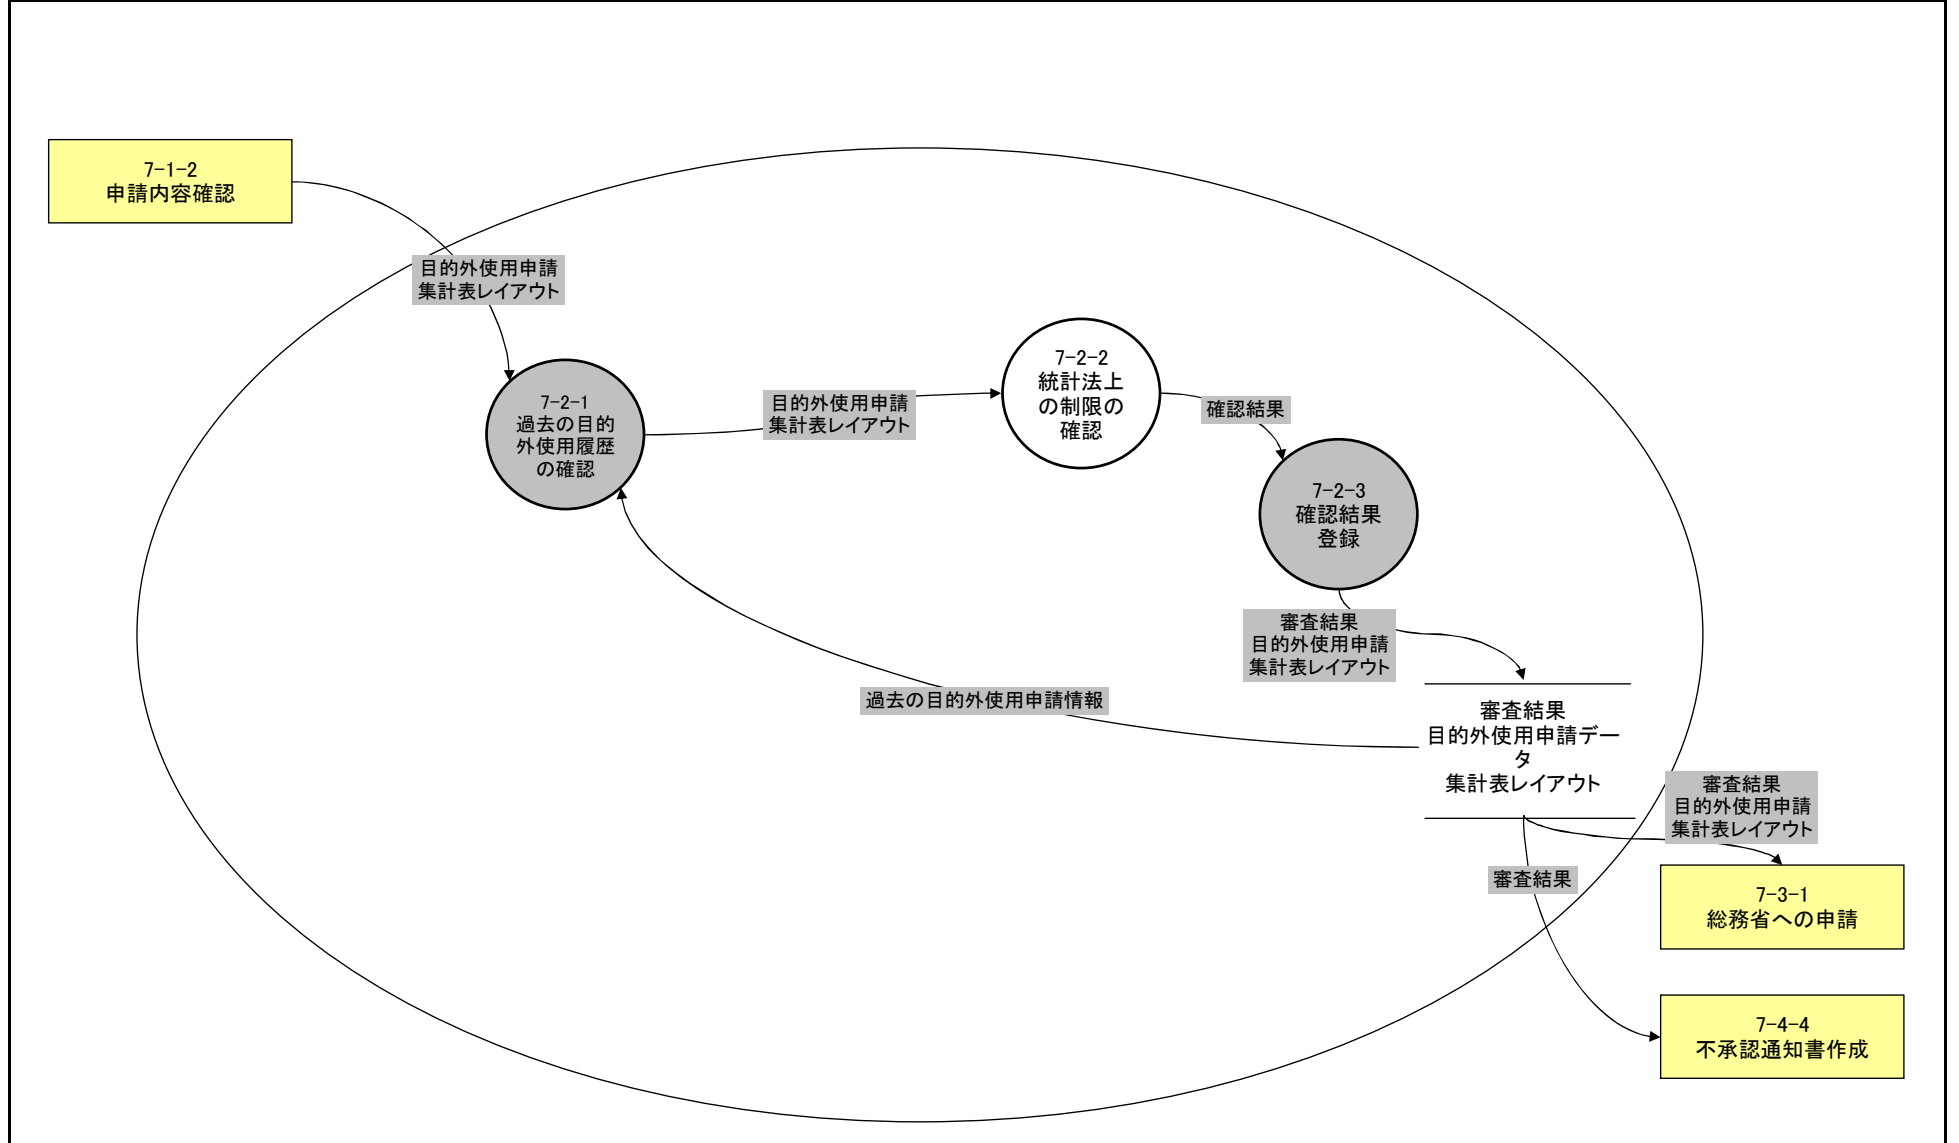 7-1-2
申請内容確認
目的外使用申請
集計表レイアウト
7-2-1
過去の目的
外使用履歴
の確認
目的外使用申請
集計表レイアウト
7-2-2
統計法上
の制限の
確認
確認結果
7-2-3
確認結果
登録
審査結果
目的外使用申請
集計表レイアウト
過去の目的外使用申請情報
審査結果
目的外使用申請デー
タ
集計表レイアウト
審査結果
目的外使用申請
集計表レイアウト
審査結果
7-3-1
総務省への申請
7-4-4
不承認通知書作成